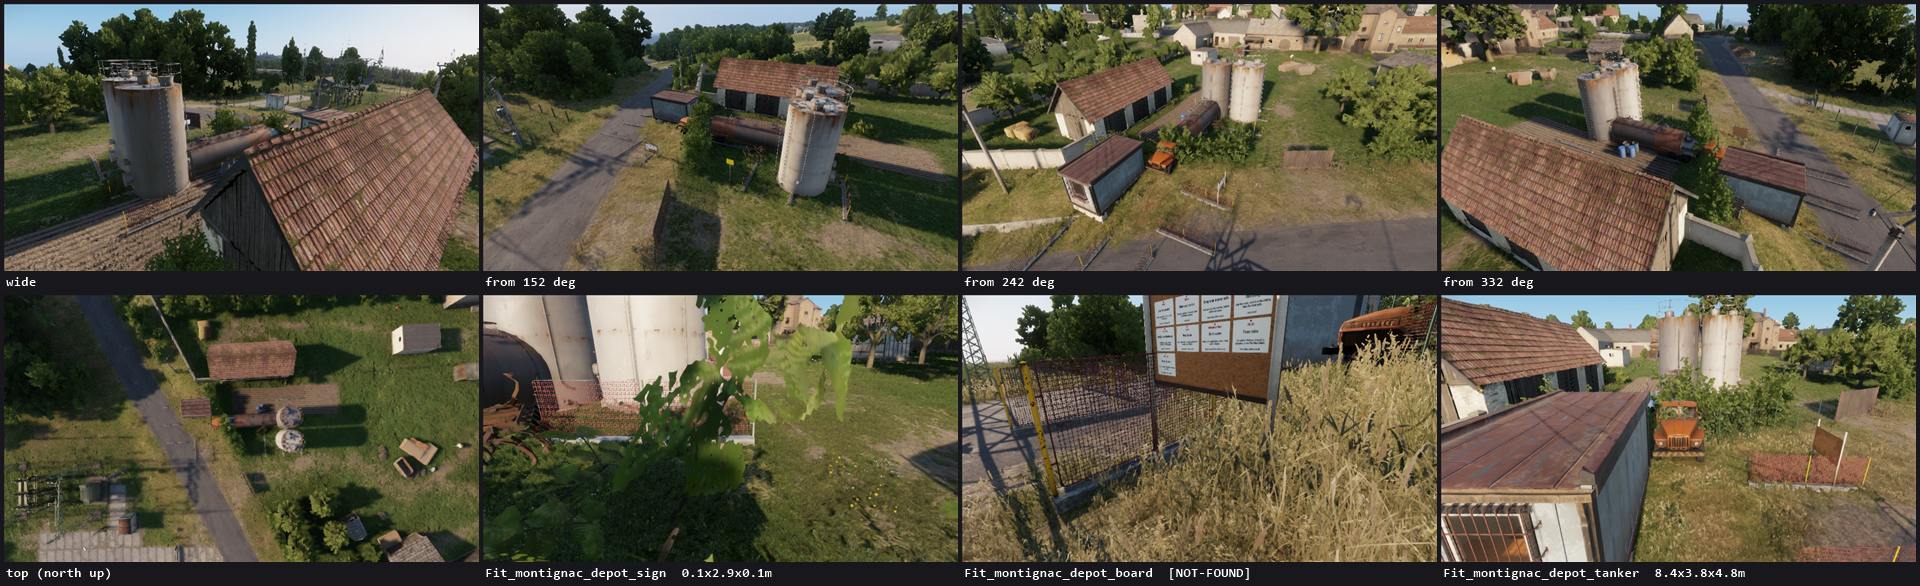 wide
from 152 deg
from 242 deg
from 332 deg
top (north up)
Fit_montignac_depot_sign 0.1x2.9x0.1m
Fit_montignac_depot_board [NOT-FOUND]
Fit_montignac_depot_tanker 8.4x3.8x4.8m